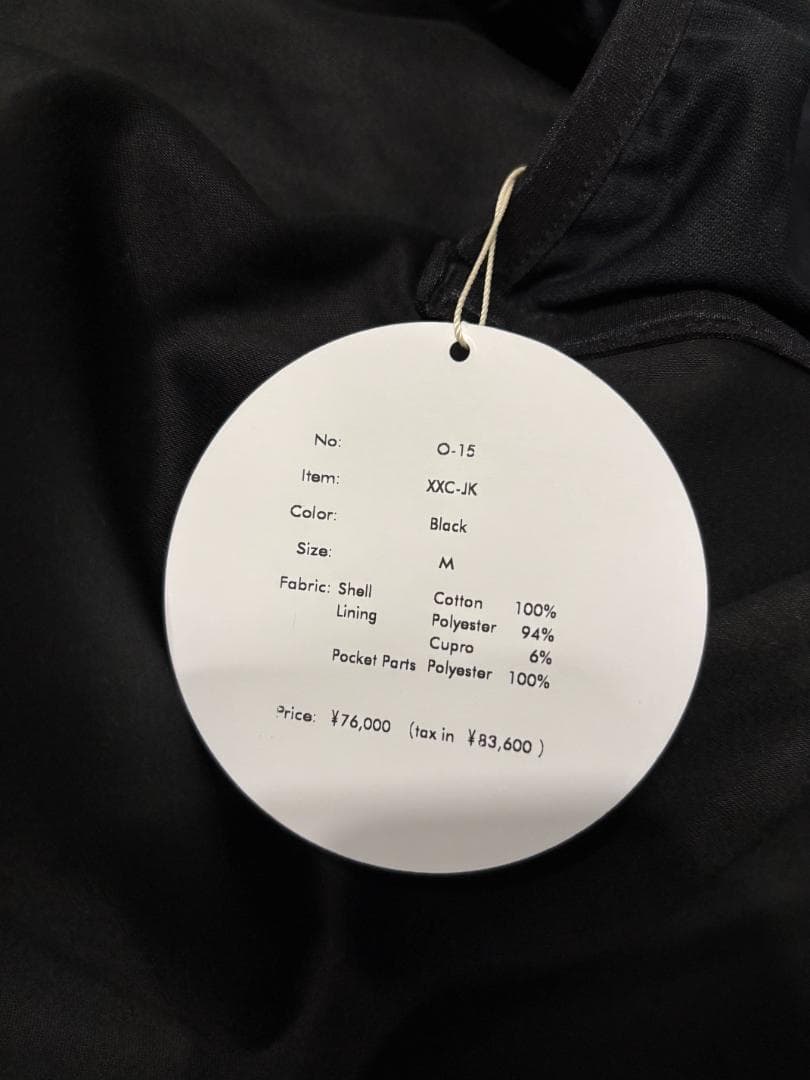 No: O-15
Item: XXC-JK
Color: Black
Size: M
Fabric: Shell Cotton 100%
Lining Polyester 94%
Cupro 6%
Pocket Parts Polyester 100%
Price: ¥76,000 (tax in ¥83,600 )